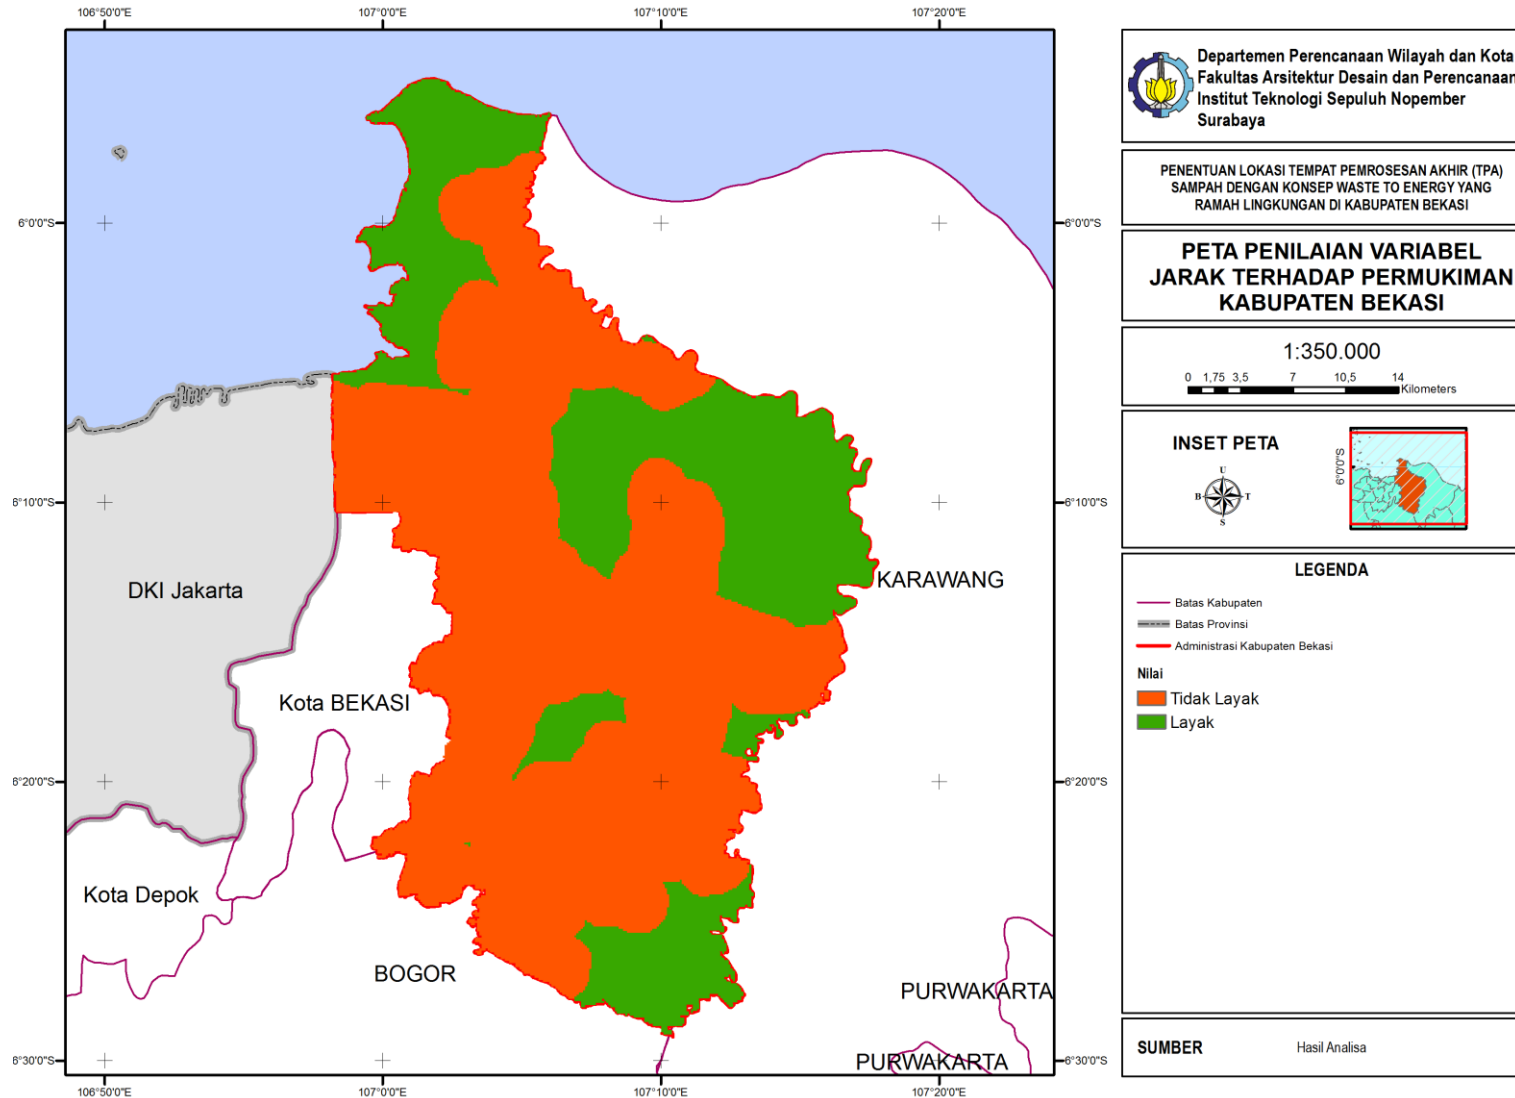 106°50'0"E
107°0'0"E
107°10'0"E
107°20'0"E
6°0'0"S
6°10'0"S
6°20'0"S
6°30'0"S
6°0'0"S
6°10'0"S
6°20'0"S
6°30'0"S
DKI Jakarta
Kota BEKASI
Kota Depok
BOGOR
KARAWANG
PURWAKARTA
PURWAKARTA
106°50'0"E
107°0'0"E
107°10'0"E
107°20'0"E
Departemen Perencanaan Wilayah dan Kota
Fakultas Arsitektur Desain dan Perencanaan
Institut Teknologi Sepuluh Nopember
Surabaya
PENENTUAN LOKASI TEMPAT PEMROSESAN AKHIR (TPA)
SAMPAH DENGAN KONSEP WASTE TO ENERGY YANG
RAMAH LINGKUNGAN DI KABUPATEN BEKASI
PETA PENILAIAN VARIABEL
JARAK TERHADAP PERMUKIMAN
KABUPATEN BEKASI
1:350.000
0 1,75 3,5 7 10,5 14
Kilometers
INSET PETA
U
B T
S
6°0'0"S
LEGENDA
Batas Kabupaten
Batas Provinsi
Administrasi Kabupaten Bekasi
Nilai
Tidak Layak
Layak
SUMBER Hasil Analisa